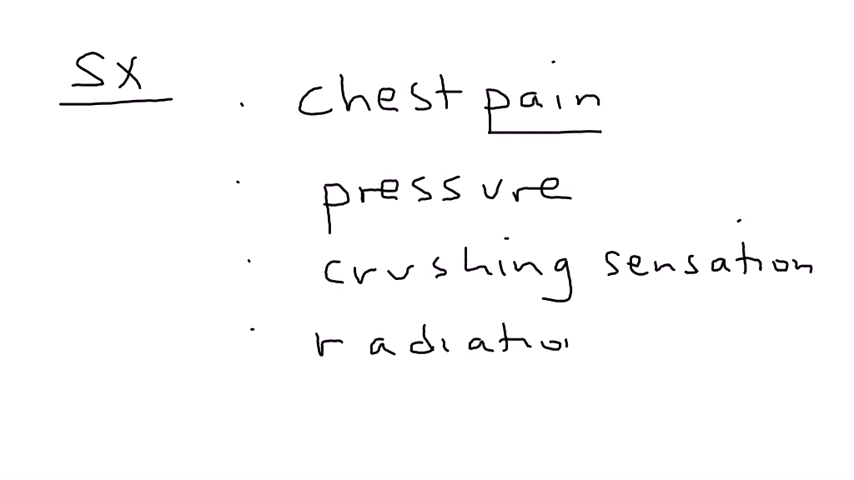 Sx · chest pain
· pressure
· crushing sensation
· radiatio